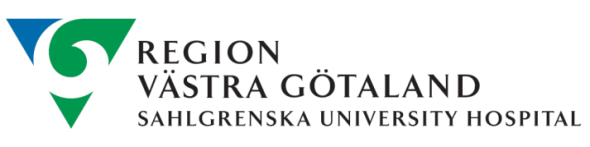 REGION
VÄSTRA GÖTALAND
SAHLGRENSKA UNIVERSITY HOSPITAL